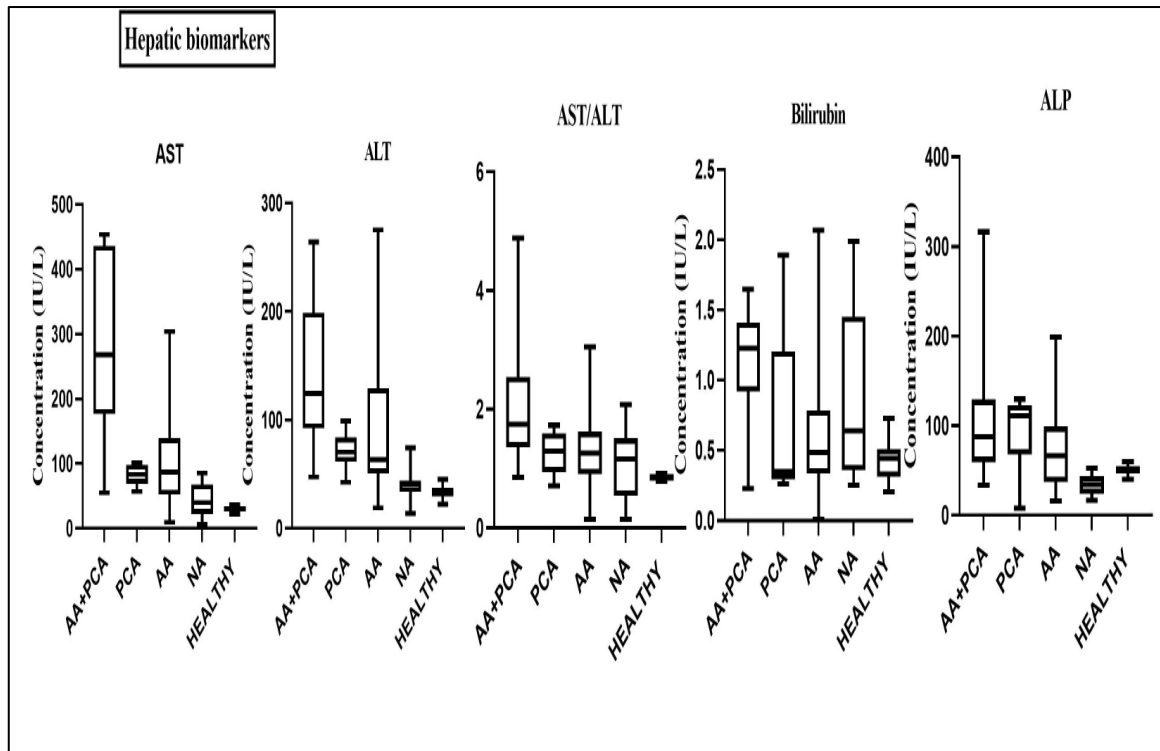 Hepatic biomarkers
AST
Concentration (IU/L)
500
400
300
200
100
0
AA+PCA
PCA
AA
NA
HEALTHY
ALT
Concentration (IU/L)
300
200
100
0
AA+PCA
PCA
AA
NA
HEALTHY
AST/ALT
6
4
2
0
AA+PCA
PCA
AA
NA
HEALTHY
Bilirubin
Concentration (IU/L)
2.5
2.0
1.5
1.0
0.5
0.0
AA+PCA
PCA
AA
NA
HEALTHY
ALP
Concentration (IU/L)
400
300
200
100
0
AA+PCA
PCA
AA
NA
HEALTHY